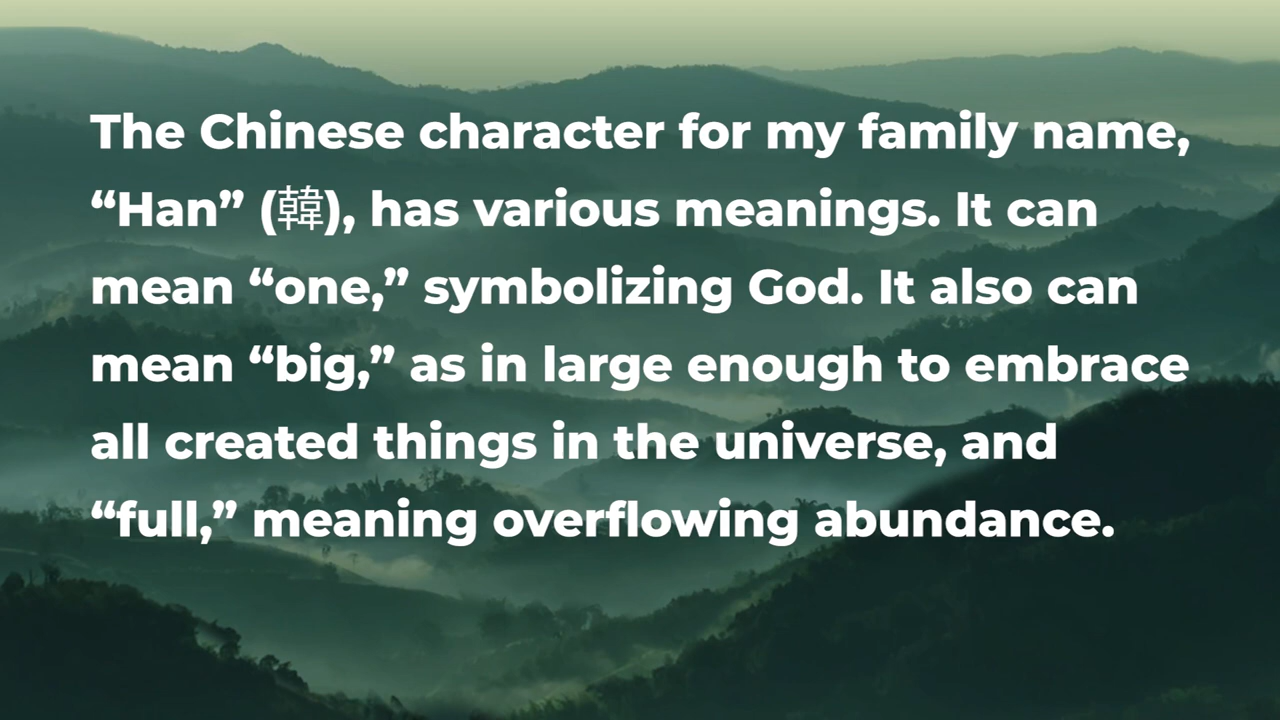 The Chinese character for my family name,
“Han” (韓), has various meanings. It can
mean “one,” symbolizing God. It also can
mean “big,” as in large enough to embrace
all created things in the universe, and
“full,” meaning overflowing abundance.